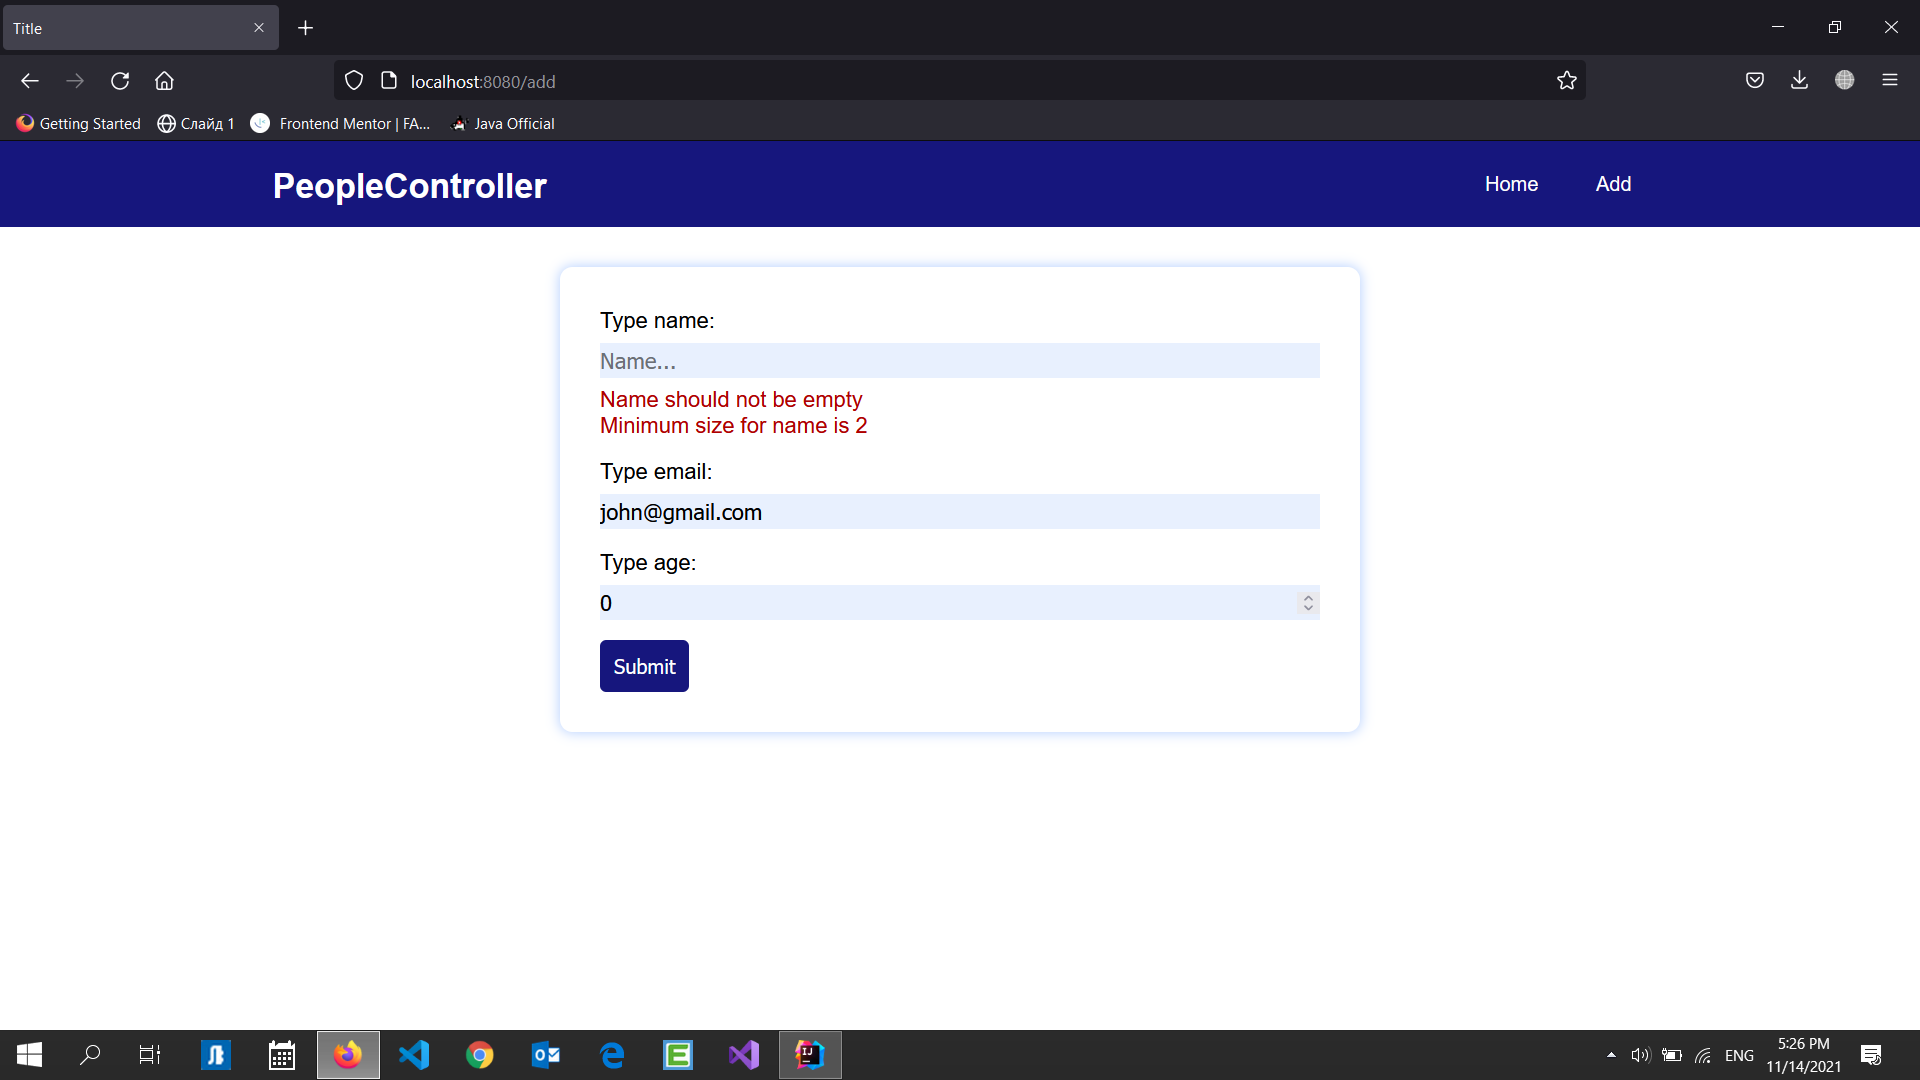 Title
localhost:8080/add
Getting Started Слайд 1 Frontend Mentor | FA... Java Official
PeopleController Home Add
Type name:
Name...
Name should not be empty
Minimum size for name is 2
Type email:
john@gmail.com
Type age:
0
Submit
ENG
5:26 PM
11/14/2021